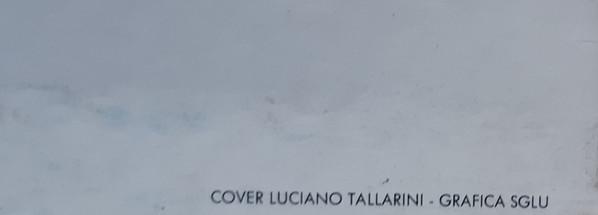 COVER LUCIANO TALLARINI - GRAFICA SGLU